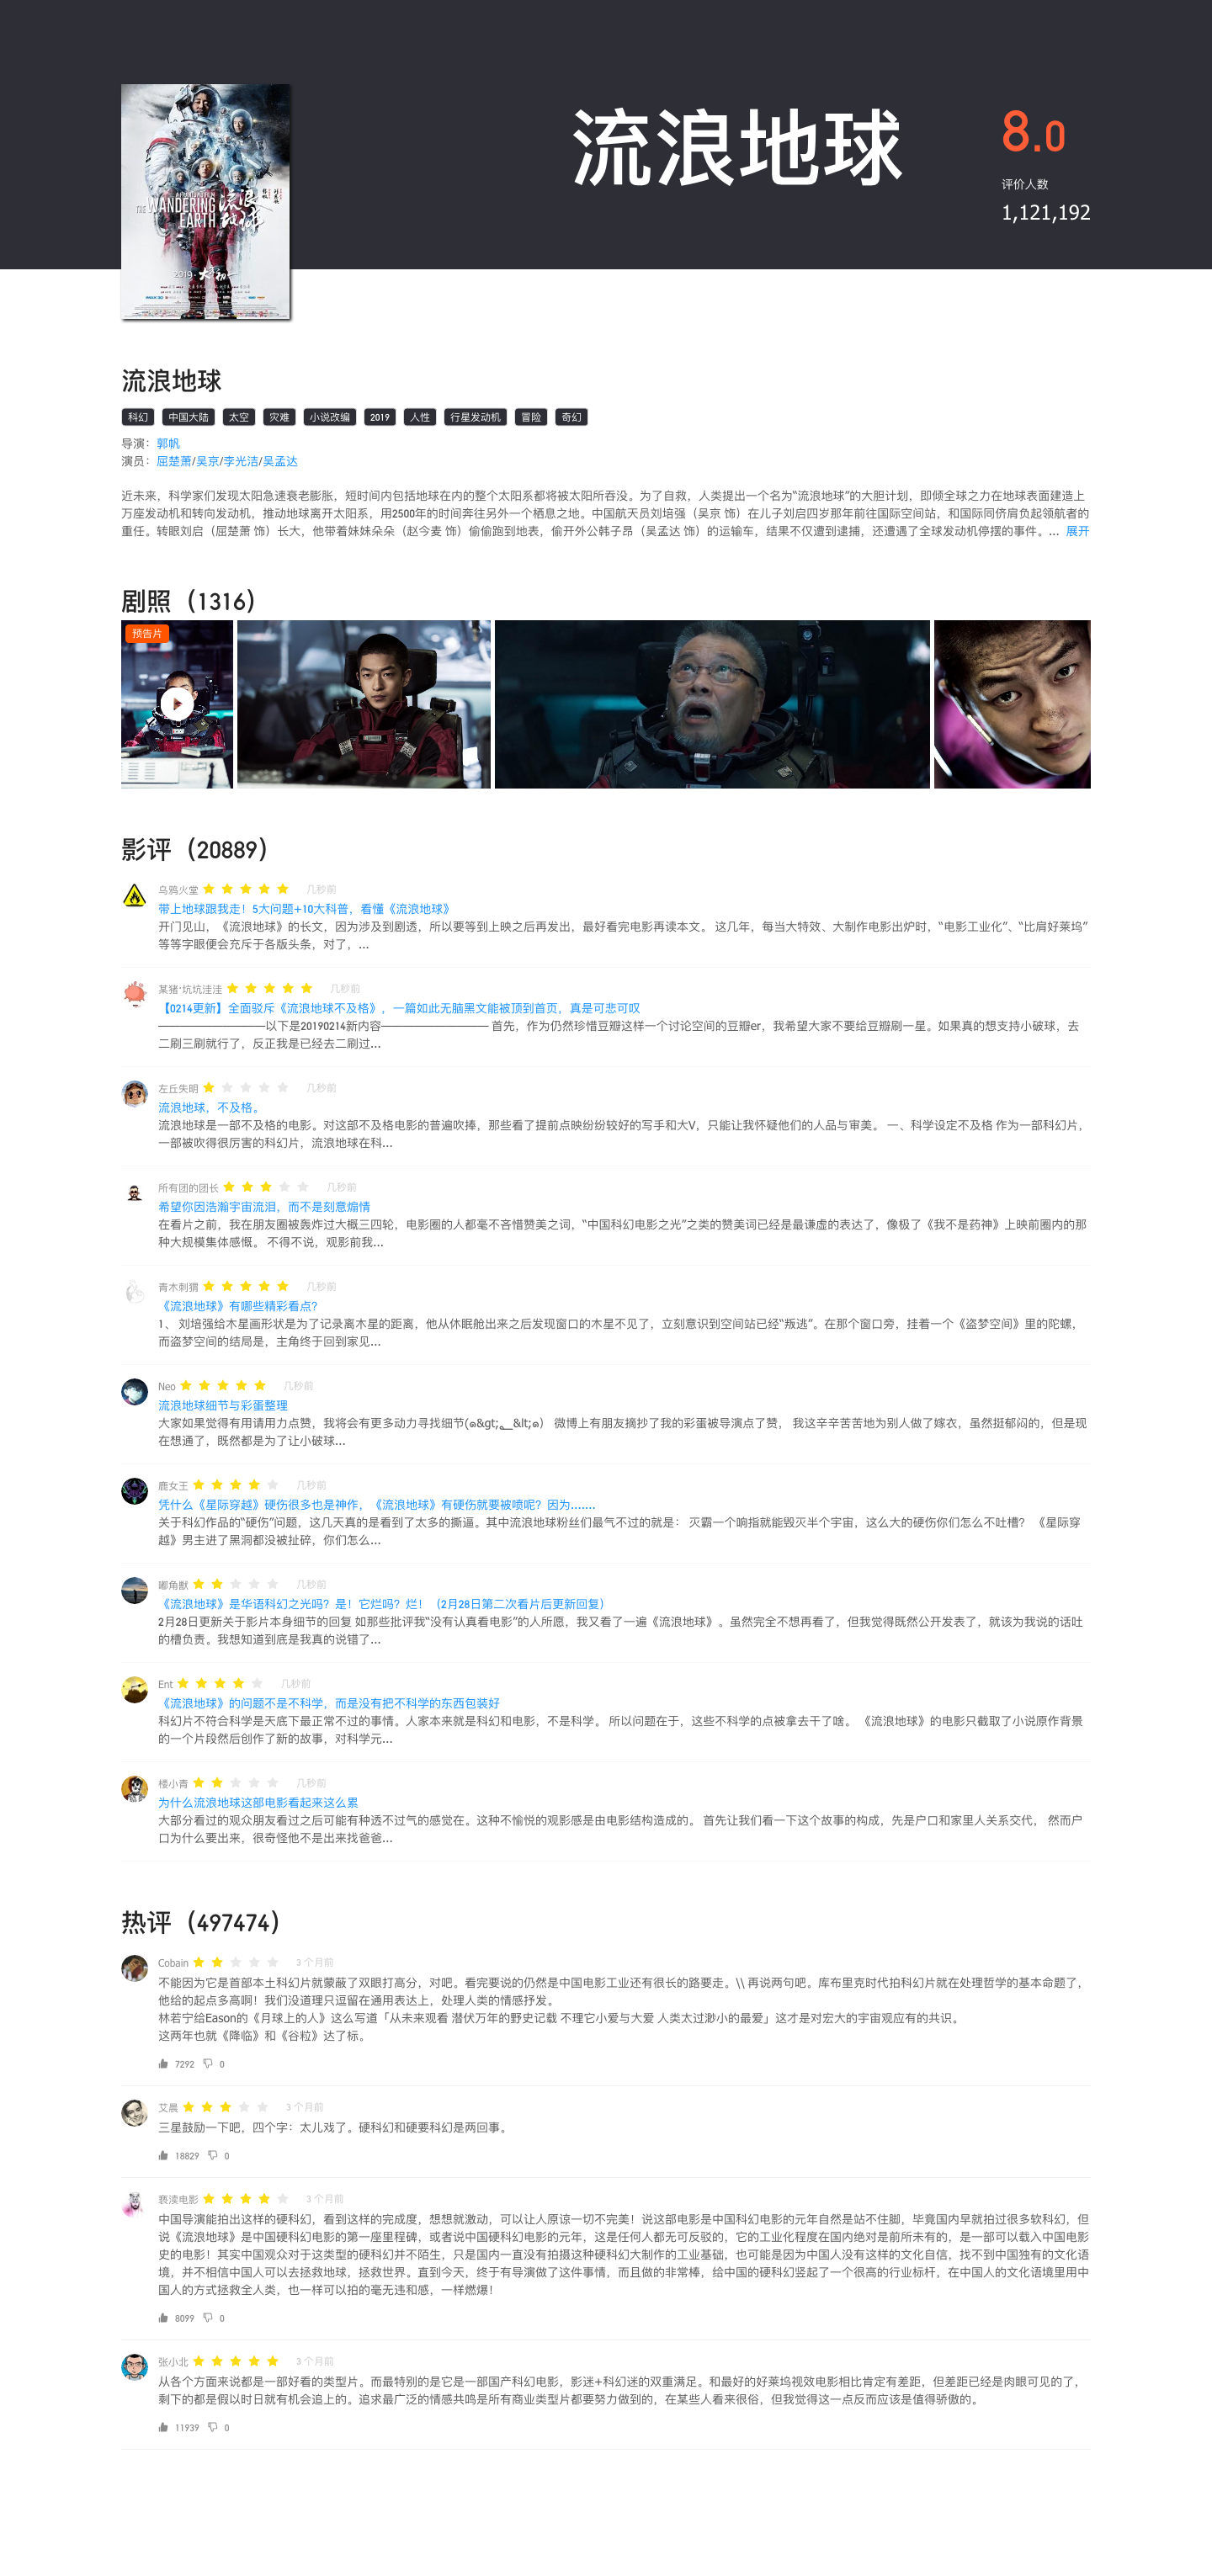 THE WANDERING EARTH
流浪地球
2019·大年初一
流浪地球
8.0
评价人数
1,121,192
流浪地球
科幻 中国大陆 太空 灾难 小说改编 2019 人性 行星发动机 冒险 奇幻
导演：郭帆
演员：屈楚萧/吴京/李光洁/吴孟达
近未来，科学家们发现太阳急速衰老膨胀，短时间内包括地球在内的整个太阳系都将被太阳所吞没。为了自救，人类提出一个名为“流浪地球”的大胆计划，即倾全球之力在地球表面建造上
万座发动机和转向发动机，推动地球离开太阳系，用2500年的时间奔往另外一个栖息之地。中国航天员刘培强（吴京 饰）在儿子刘启四岁那年前往国际空间站，和国际同侪肩负起领航者的
重任。转眼刘启（屈楚萧 饰）长大，他带着妹妹朵朵（赵今麦 饰）偷偷跑到地表，偷开外公韩子昂（吴孟达 饰）的运输车，结果不仅遭到逮捕，还遭遇了全球发动机停摆的事件。... 展开
剧照（1316）
预告片
影评（20889）
乌鸦火堂 几秒前
带上地球跟我走！5大问题+10大科普，看懂《流浪地球》
开门见山，《流浪地球》的长文，因为涉及到剧透，所以要等到上映之后再发出，最好看完电影再读本文。 这几年，每当大特效、大制作电影出炉时，“电影工业化”、“比肩好莱坞”
等等字眼便会充斥于各版头条，对了，...
某猪·坑坑洼洼 几秒前
【0214更新】全面驳斥《流浪地球不及格》，一篇如此无脑黑文能被顶到首页，真是可悲可叹
—————————以下是20190214新内容————————— 首先，作为仍然珍惜豆瓣这样一个讨论空间的豆瓣er，我希望大家不要给豆瓣刷一星。如果真的想支持小破球，去
二刷三刷就行了，反正我是已经去二刷过...
左丘失明 几秒前
流浪地球，不及格。
流浪地球是一部不及格的电影。对这部不及格电影的普遍吹捧，那些看了提前点映纷纷较好的写手和大V，只能让我怀疑他们的人品与审美。 一、科学设定不及格 作为一部科幻片，
一部被吹得很厉害的科幻片，流浪地球在科...
所有团的团长 几秒前
希望你因浩瀚宇宙流泪，而不是刻意煽情
在看片之前，我在朋友圈被轰炸过大概三四轮，电影圈的人都毫不吝惜赞美之词，“中国科幻电影之光”之类的赞美词已经是最谦虚的表达了，像极了《我不是药神》上映前圈内的那
种大规模集体感慨。 不得不说，观影前我...
青木刺猬 几秒前
《流浪地球》有哪些精彩看点？
1、 刘培强给木星画形状是为了记录离木星的距离，他从休眠舱出来之后发现窗口的木星不见了，立刻意识到空间站已经“叛逃”。在那个窗口旁，挂着一个《盗梦空间》里的陀螺，
而盗梦空间的结局是，主角终于回到家见...
Neo 几秒前
流浪地球细节与彩蛋整理
大家如果觉得有用请用力点赞，我将会有更多动力寻找细节(๑&gt;؂&lt;๑） 微博上有朋友摘抄了我的彩蛋被导演点了赞， 我这辛辛苦苦地为别人做了嫁衣，虽然挺郁闷的，但是现
在想通了，既然都是为了让小破球...
鹿女王 几秒前
凭什么《星际穿越》硬伤很多也是神作，《流浪地球》有硬伤就要被喷呢？因为.......
关于科幻作品的“硬伤”问题，这几天真的是看到了太多的撕逼。其中流浪地球粉丝们最气不过的就是： 灭霸一个响指就能毁灭半个宇宙，这么大的硬伤你们怎么不吐槽？ 《星际穿
越》男主进了黑洞都没被扯碎，你们怎么...
嘟角獸 几秒前
《流浪地球》是华语科幻之光吗？是！它烂吗？烂！（2月28日第二次看片后更新回复）
2月28日更新关于影片本身细节的回复 如那些批评我“没有认真看电影”的人所愿，我又看了一遍《流浪地球》。虽然完全不想再看了，但我觉得既然公开发表了，就该为我说的话吐
的槽负责。我想知道到底是我真的说错了...
Ent 几秒前
《流浪地球》的问题不是不科学，而是没有把不科学的东西包装好
科幻片不符合科学是天底下最正常不过的事情。人家本来就是科幻和电影，不是科学。 所以问题在于，这些不科学的点被拿去干了啥。 《流浪地球》的电影只截取了小说原作背景
的一个片段然后创作了新的故事，对科学元...
楼小青 几秒前
为什么流浪地球这部电影看起来这么累
大部分看过的观众朋友看过之后可能有种透不过气的感觉在。这种不愉悦的观影感是由电影结构造成的。 首先让我们看一下这个故事的构成，先是户口和家里人关系交代， 然而户
口为什么要出来，很奇怪他不是出来找爸爸...
热评（497474）
Cobain 3 个月前
不能因为它是首部本土科幻片就蒙蔽了双眼打高分，对吧。看完要说的仍然是中国电影工业还有很长的路要走。\\ 再说两句吧。库布里克时代拍科幻片就在处理哲学的基本命题了，
他给的起点多高啊！我们没道理只逗留在通用表达上，处理人类的情感抒发。
林若宁给Eason的《月球上的人》这么写道「从未来观看 潜伏万年的野史记载 不理它小爱与大爱 人类太过渺小的最爱」这才是对宏大的宇宙观应有的共识。
这两年也就《降临》和《谷粒》达了标。
7292 0
艾晨 3 个月前
三星鼓励一下吧，四个字：太儿戏了。硬科幻和硬要科幻是两回事。
18829 0
亵渎电影 3 个月前
中国导演能拍出这样的硬科幻，看到这样的完成度，想想就激动，可以让人原谅一切不完美！说这部电影是中国科幻电影的元年自然是站不住脚，毕竟国内早就拍过很多软科幻，但
说《流浪地球》是中国硬科幻电影的第一座里程碑，或者说中国硬科幻电影的元年，这是任何人都无可反驳的，它的工业化程度在国内绝对是前所未有的，是一部可以载入中国电影
史的电影！其实中国观众对于这类型的硬科幻并不陌生，只是国内一直没有拍摄这种硬科幻大制作的工业基础，也可能是因为中国人没有这样的文化自信，找不到中国独有的文化语
境，并不相信中国人可以去拯救地球，拯救世界。直到今天，终于有导演做了这件事情，而且做的非常棒，给中国的硬科幻竖起了一个很高的行业标杆，在中国人的文化语境里用中
国人的方式拯救全人类，也一样可以拍的毫无违和感，一样燃爆！
8099 0
张小北 3 个月前
从各个方面来说都是一部好看的类型片。而最特别的是它是一部国产科幻电影，影迷+科幻迷的双重满足。和最好的好莱坞视效电影相比肯定有差距，但差距已经是肉眼可见的了，
剩下的都是假以时日就有机会追上的。追求最广泛的情感共鸣是所有商业类型片都要努力做到的，在某些人看来很俗，但我觉得这一点反而应该是值得骄傲的。
11939 0